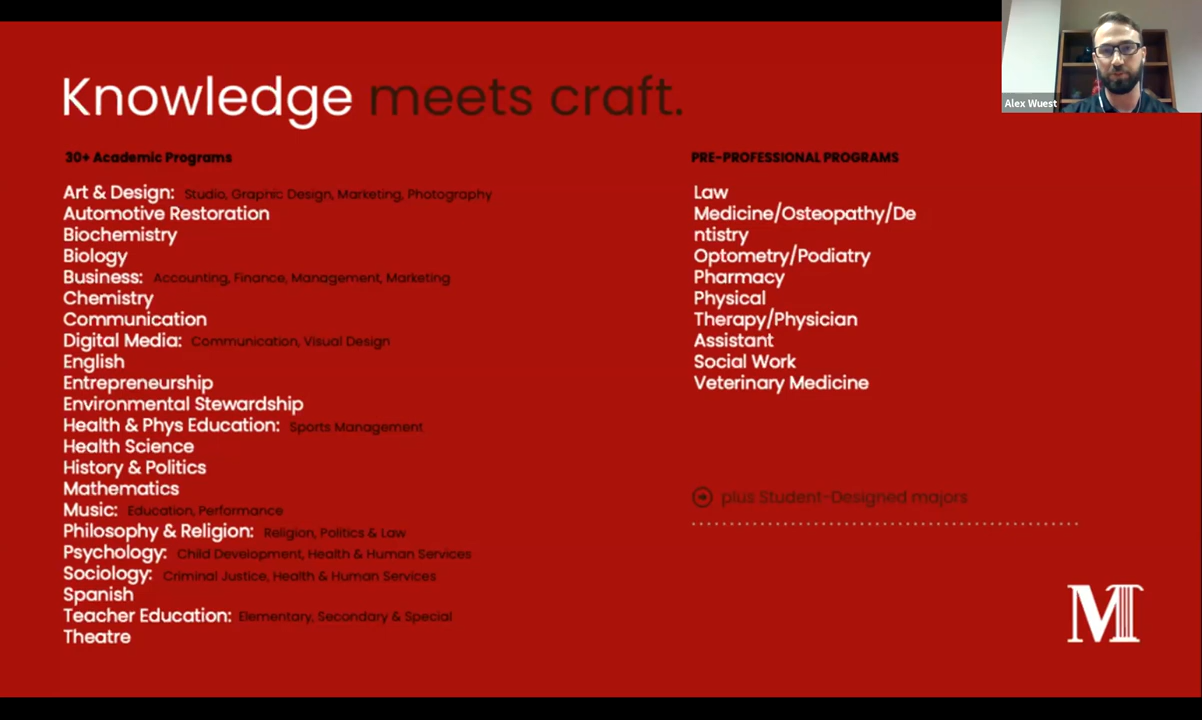 Knowledge meets craft.
Alex Wuest
30+ Academic Programs
Art & Design: Studio, Graphic Design, Marketing, Photography
Automotive Restoration
Biochemistry
Biology
Business: Accounting, Finance, Management, Marketing
Chemistry
Communication
Digital Media: Communication, Visual Design
English
Entrepreneurship
Environmental Stewardship
Health & Phys Education: Sports Management
Health Science
History & Politics
Mathematics
Music: Education, Performance
Philosophy & Religion: Religion, Politics & Law
Psychology: Child Development, Health & Human Services
Sociology: Criminal Justice, Health & Human Services
Spanish
Teacher Education: Elementary, Secondary & Special
Theatre
PRE-PROFESSIONAL PROGRAMS
Law
Medicine/Osteopathy/De
ntistry
Optometry/Podiatry
Pharmacy
Physical
Therapy/Physician
Assistant
Social Work
Veterinary Medicine
plus Student-Designed majors
M